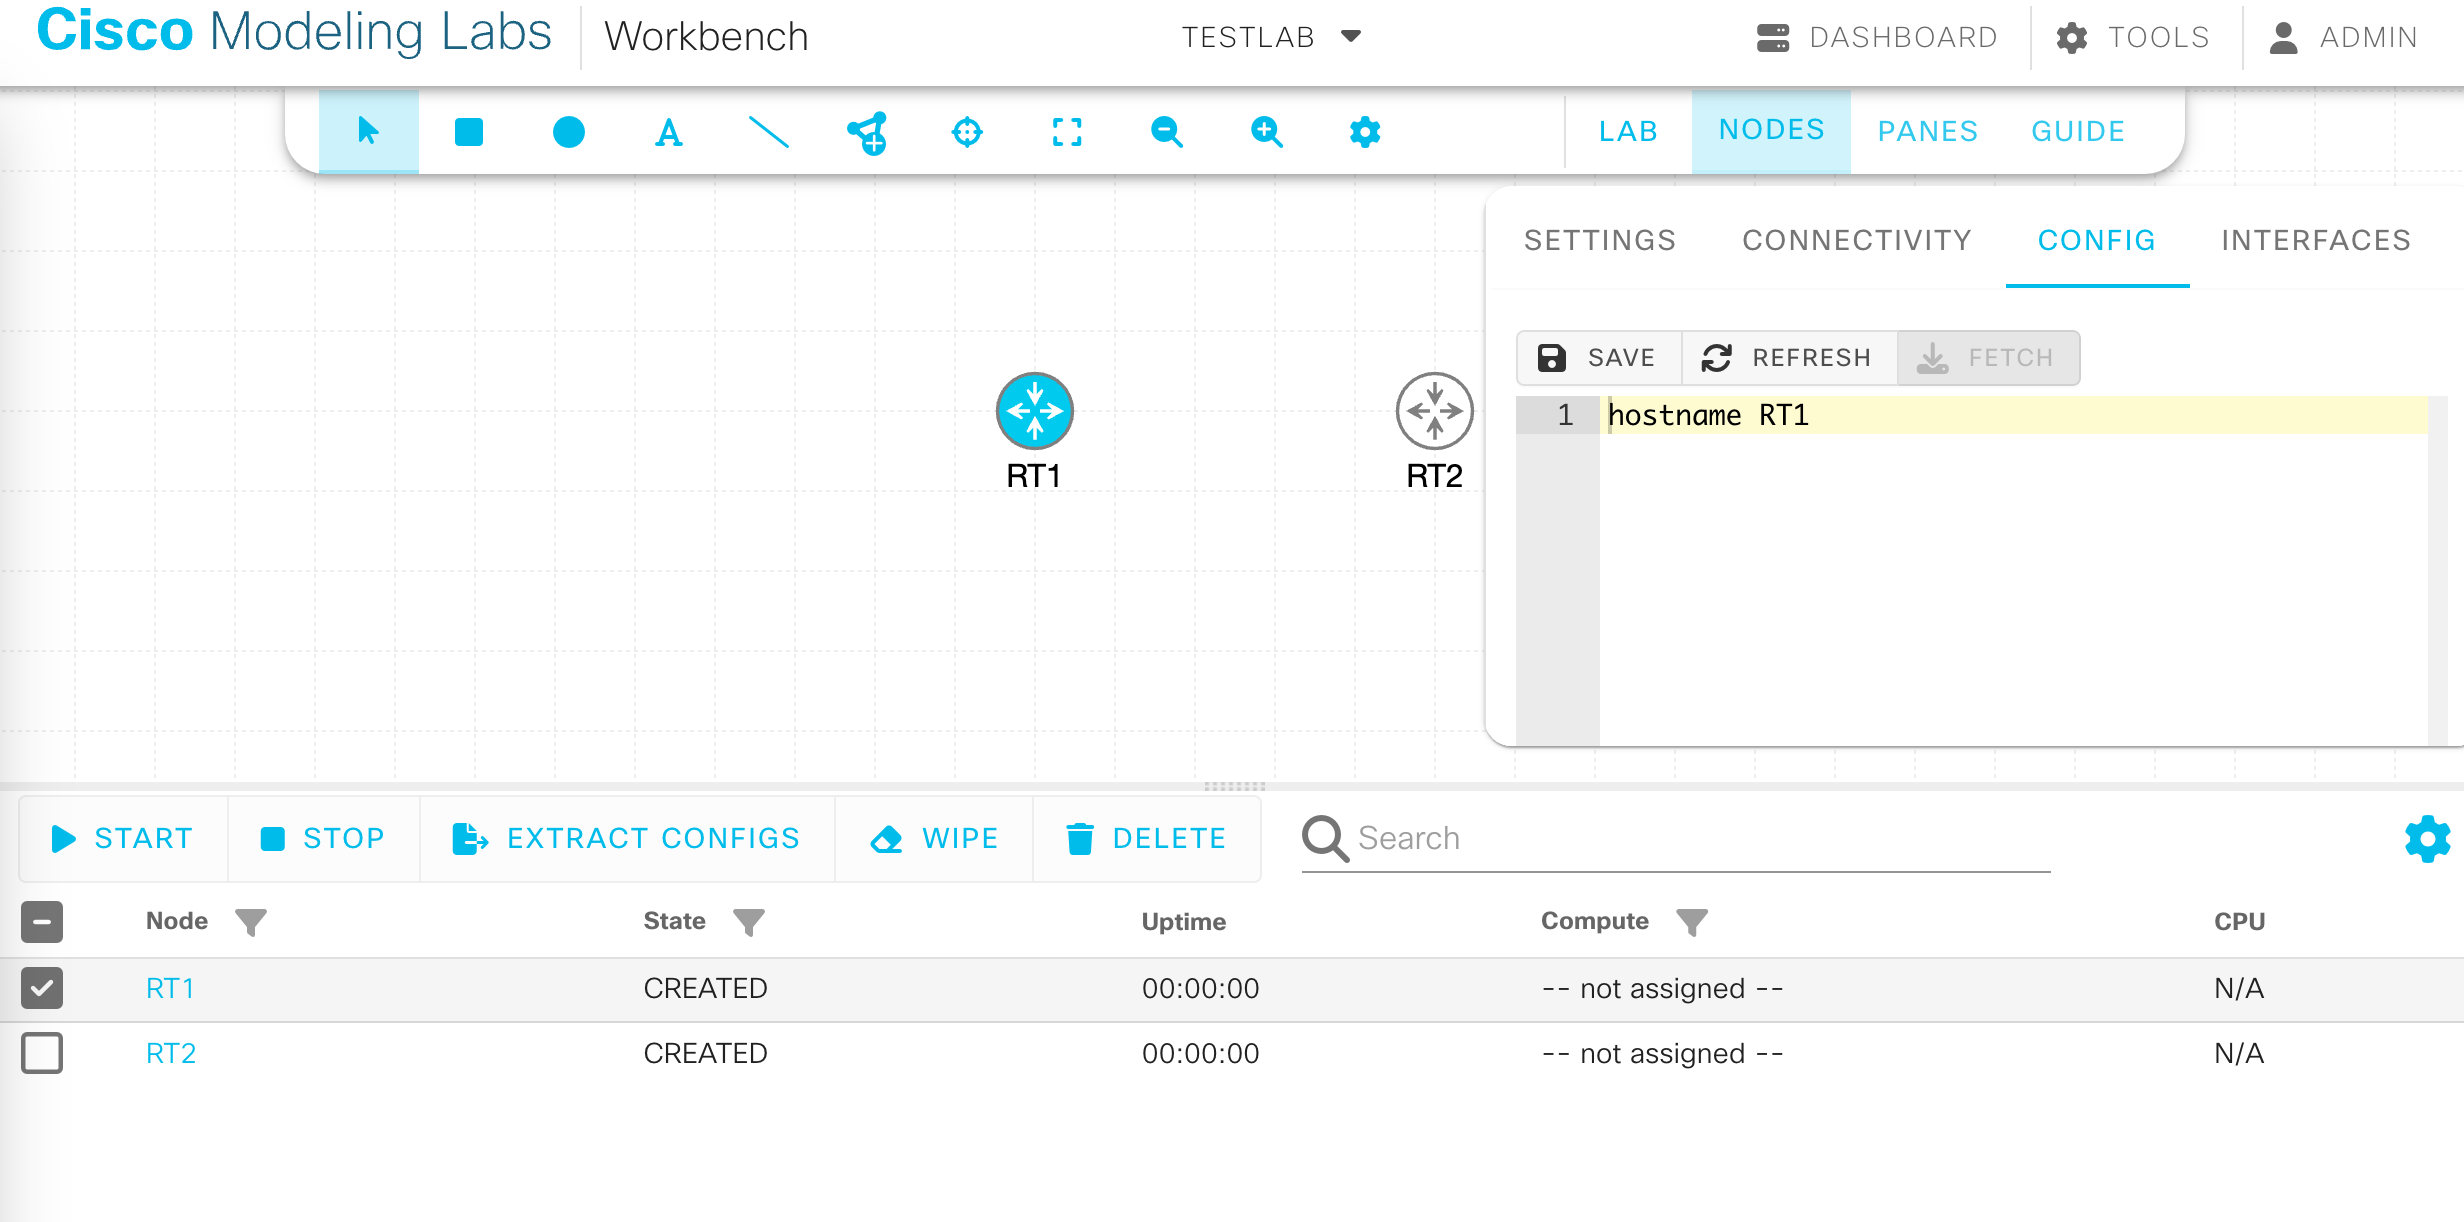 Cisco Modeling Labs Workbench TESTLAB DASHBOARD TOOLS ADMIN
A LAB NODES PANES GUIDE
SETTINGS CONNECTIVITY CONFIG INTERFACES
SAVE REFRESH FETCH
1 hostname RT1
RT1 RT2
START STOP EXTRACT CONFIGS WIPE DELETE Search
Node State Uptime Compute CPU
RT1 CREATED 00:00:00 -- not assigned -- N/A
RT2 CREATED 00:00:00 -- not assigned -- N/A